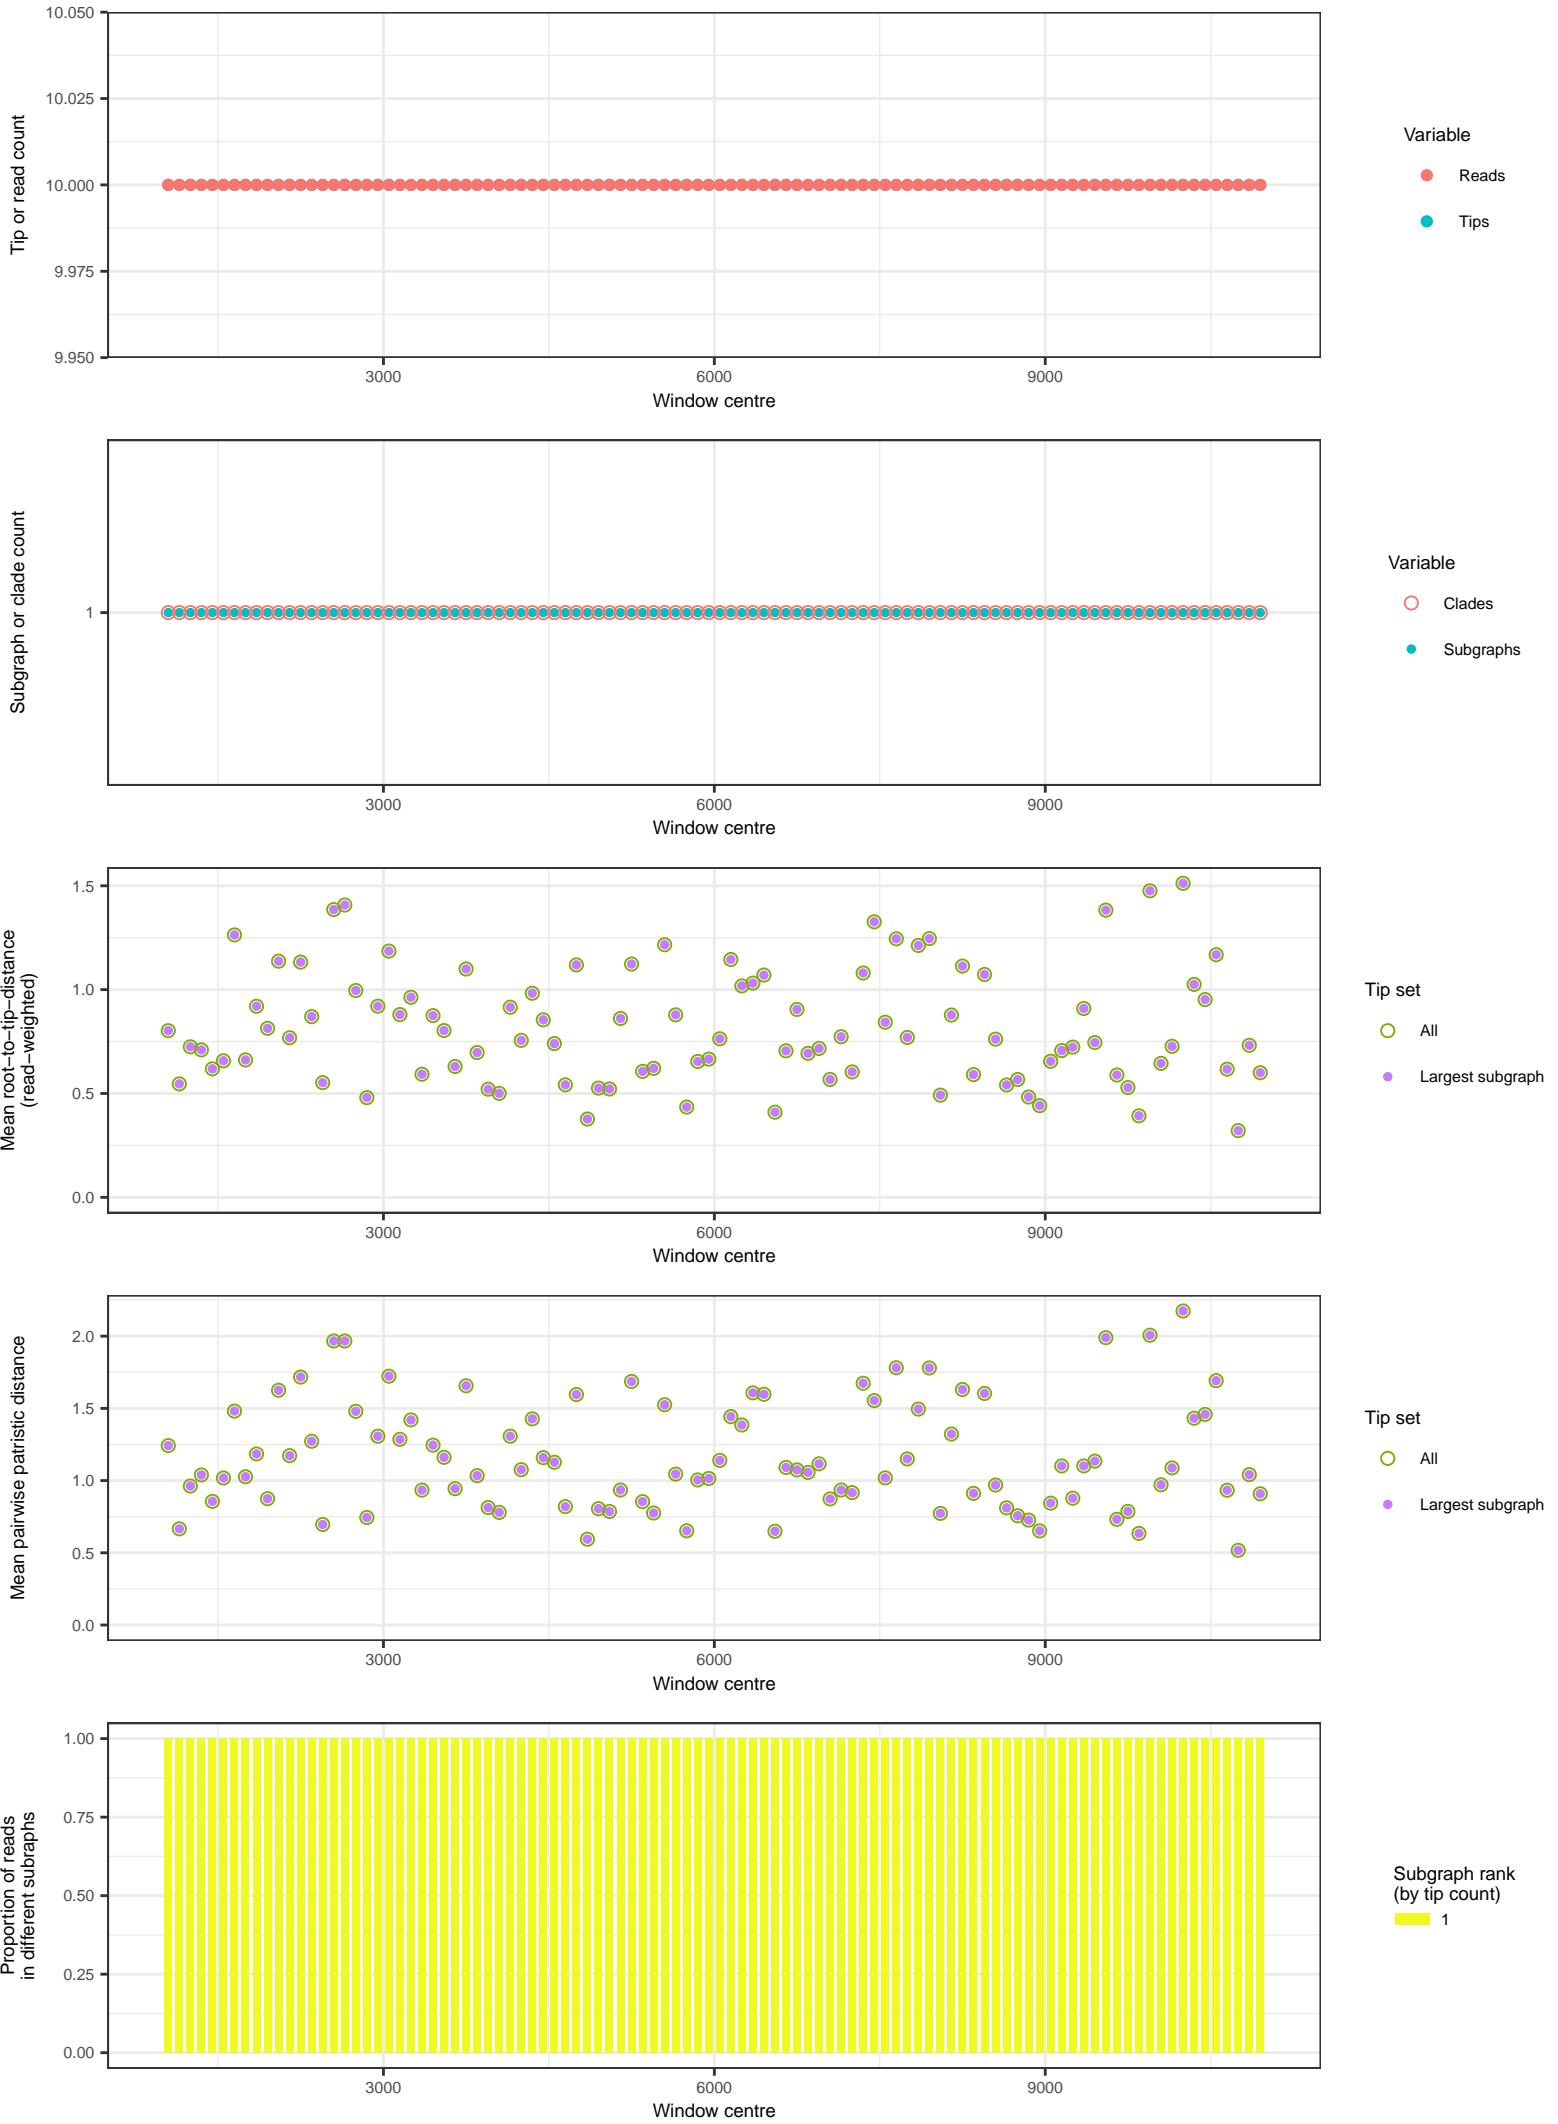 10.050
10.025
10.000
9.975
9.950
Tip or read count
3000 6000 9000
Window centre
Variable
Reads
Tips
1
Subgraph or clade count
3000 6000 9000
Window centre
Variable
Clades
Subgraphs
1.5
1.0
0.5
0.0
Mean root−to−tip−distance
(read−weighted)
3000 6000 9000
Window centre
Tip set
All
Largest subgraph
2.0
1.5
1.0
0.5
0.0
Mean pairwise patristic distance
3000 6000 9000
Window centre
Tip set
All
Largest subgraph
1.00
0.75
0.50
0.25
0.00
Proportion of reads
in different subraphs
3000 6000 9000
Window centre
Subgraph rank
(by tip count)
1